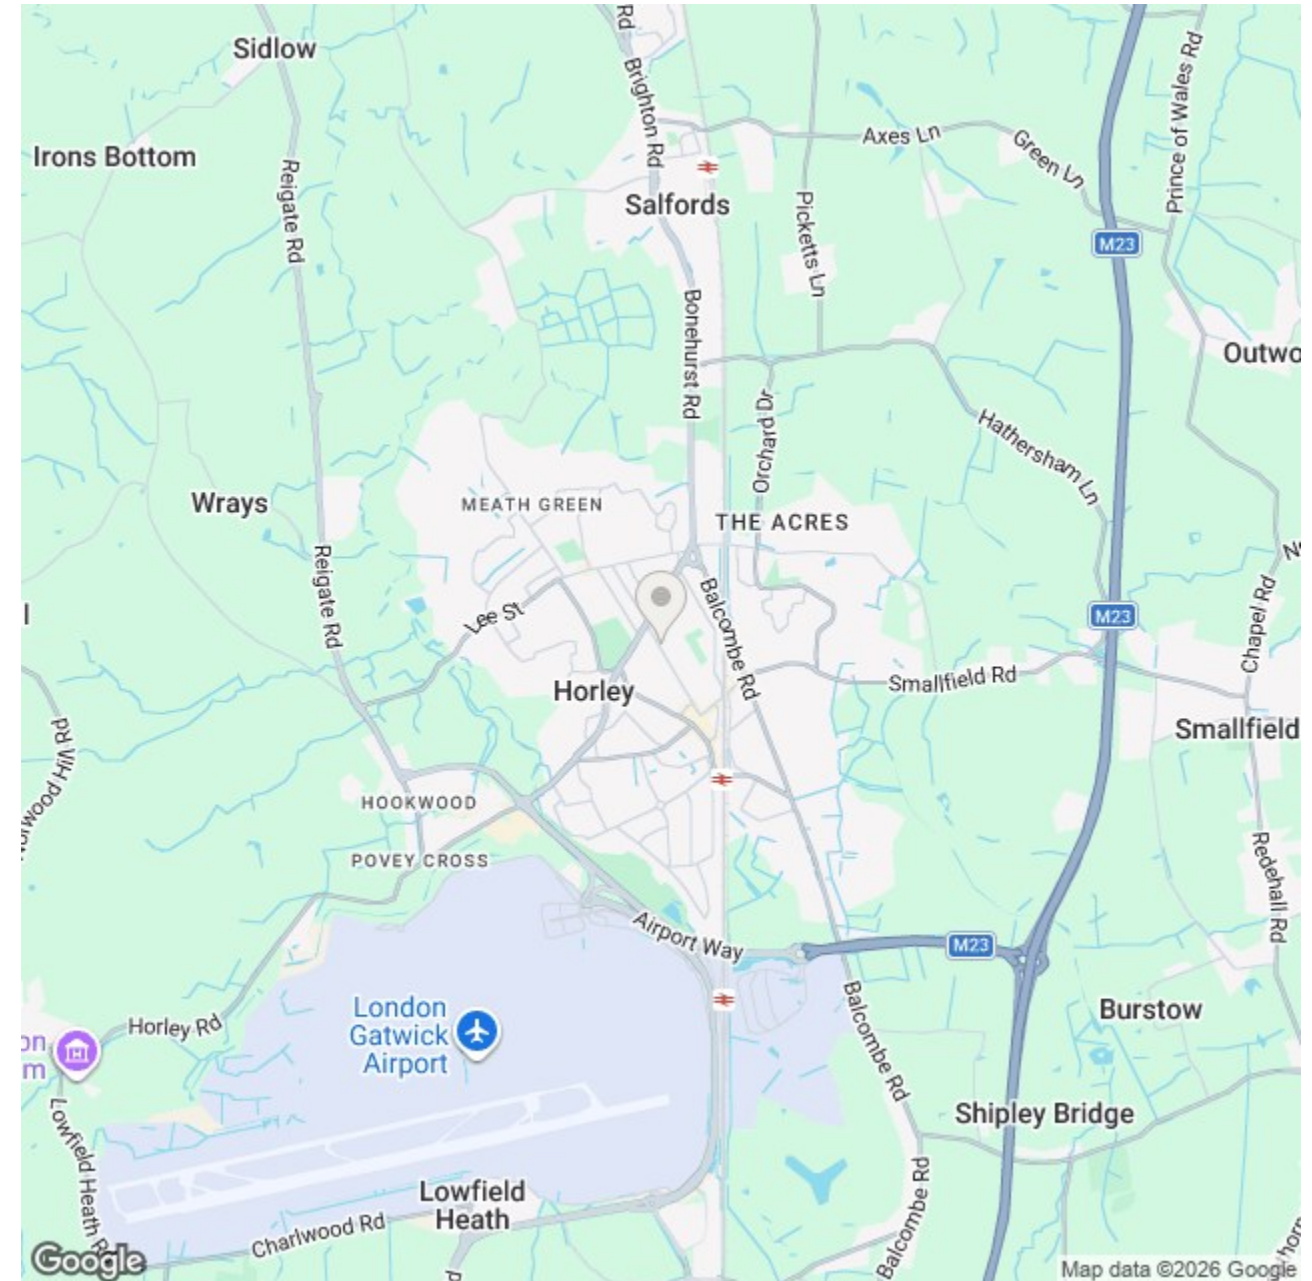 Rd
Sidlow
Brighton Rd
Prince of Wales Rd
Axes Ln
Green Ln
Irons Bottom
Reigate Rd
Salfords
Picketts Ln
M23
Bonehurst Rd
Outwo
Orchard Dr
Hathersham Ln
Wrays
MEATH GREEN
THE ACRES
Reigate Rd
Lee St
Balcombe Rd
M23
Chapel Rd
Horley
Smallfield Rd
Smallfield
HOOKWOOD
POVEY CROSS
Redehall Rd
Airport Way
M23
London
Gatwick
Airport
Horley Rd
Balcombe Rd
Burstow
Lowfield Heath R
Shipley Bridge
Lowfield
Heath
Charlwood Rd
Balcombe Rd
Google
Map data ©2026 Google